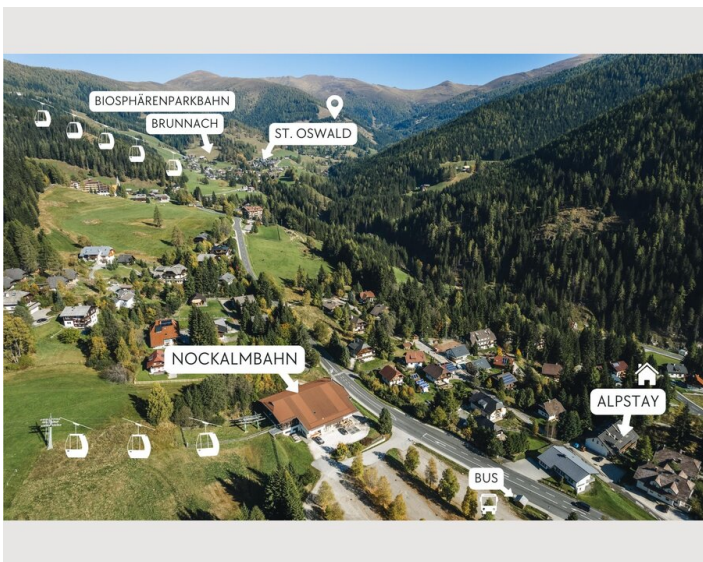 BIOSPHÄRENPARKBAHN
BRUNNACH
ST. OSWALD
NOCKALMBAHN
ALPSTAY
BUS